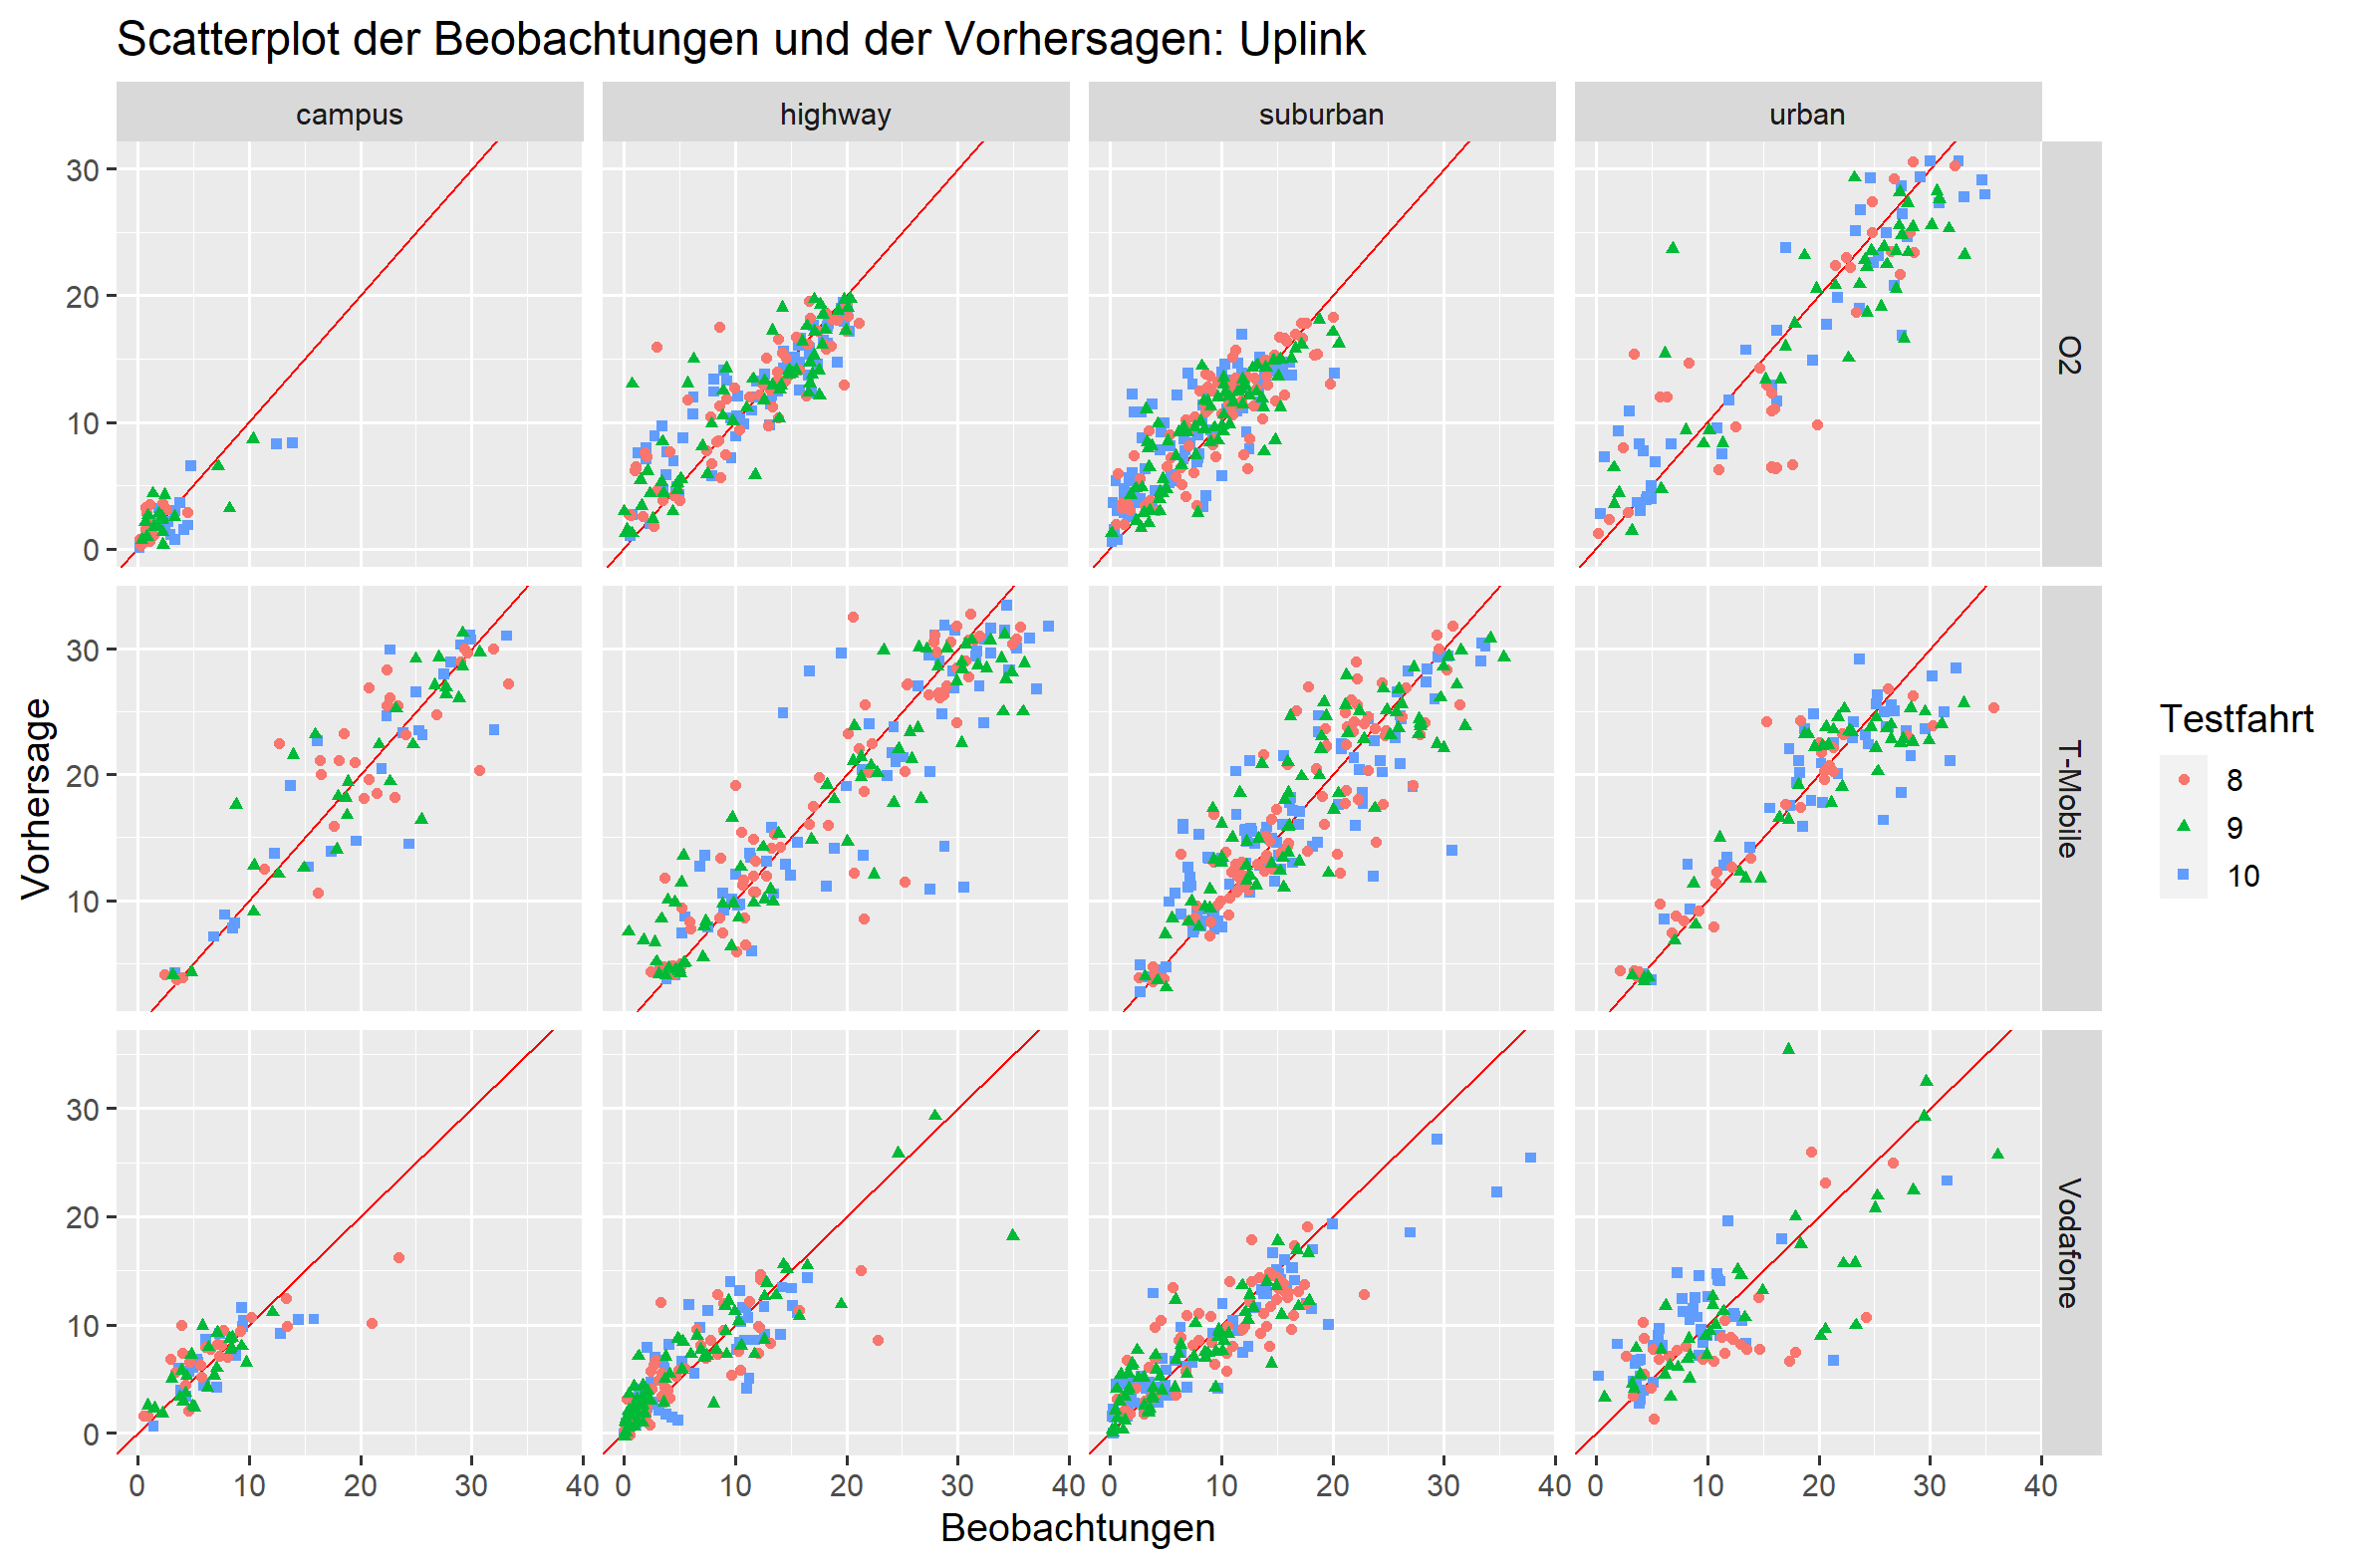 Scatterplot der Beobachtungen und der Vorhersagen: Uplink
campus highway suburban urban
30
20
10
0
O2
30
20
10
T-Mobile
30
20
10
0
Vodafone
0 10 20 30 40 0 10 20 30 40 0 10 20 30 40 0 10 20 30 40
Beobachtungen
Vorhersage
Testfahrt
8
9
10